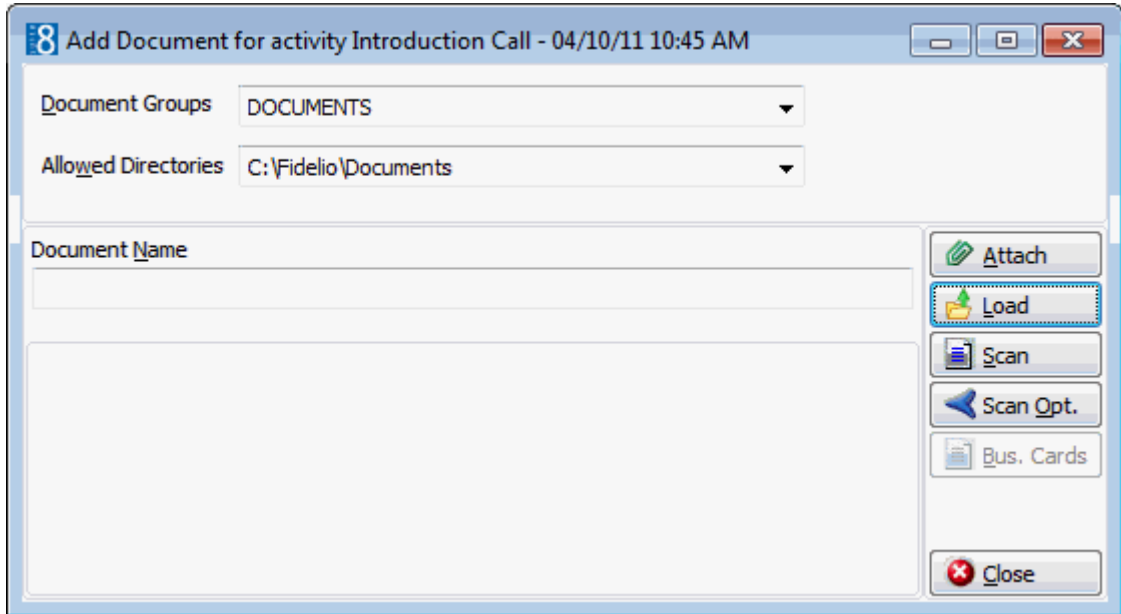 8 Add Document for activity Introduction Call - 04/10/11 10:45 AM
Document Groups DOCUMENTS
Allowed Directories C:\Fidelio\Documents
Document Name
Attach
Load
Scan
Scan Opt.
Bus. Cards
Close